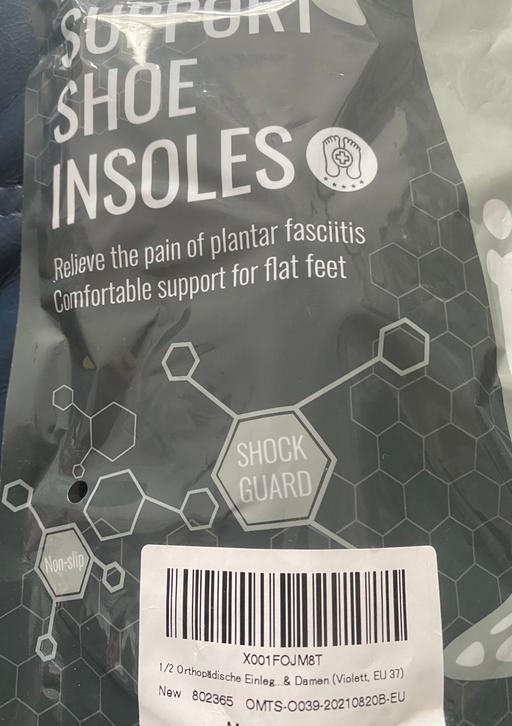 SUPPORT
SHOE
INSOLES
Relieve the pain of plantar fasciitis
Comfortable support for flat feet
SHOCK
GUARD
Non-slip
X001FOJM8T
1/2 Orthopädische Einleg...& Damen (Violett, EU 37)
New 802365 OMTS-O039-20210820B-EU